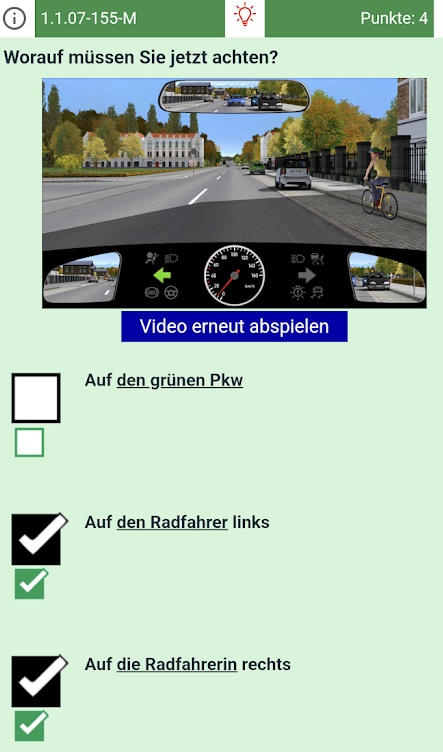 1.1.07-155-M
Punkte: 4
Worauf müssen Sie jetzt achten?
Video erneut abspielen
Auf den grünen Pkw
Auf den Radfahrer links
Auf die Radfahrerin rechts